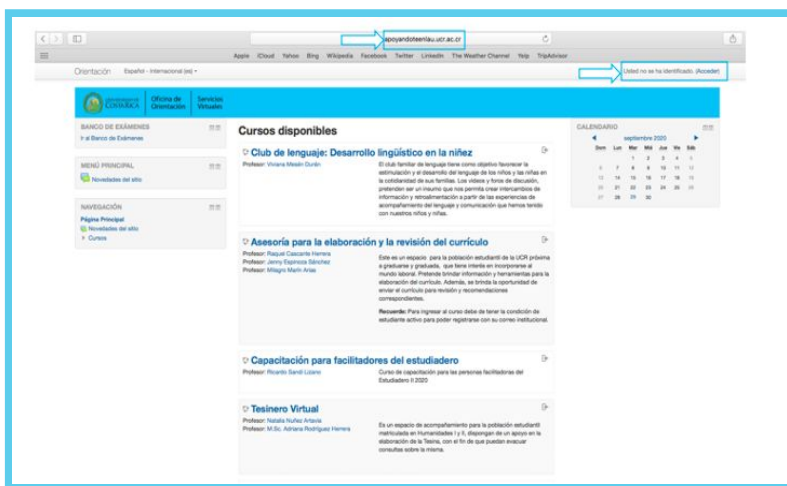 apoyandoteenlau.ucr.ac.cr
Apple iCloud Yahoo Bing Wikipedia Facebook Twitter LinkedIn The Weather Channel Yelp TripAdvisor
Orientación Español - Internacional (es)
Usted no se ha identificado. (Acceder)
UNIVERSIDAD DE COSTA RICA
Oficina de Orientación
Servicios Virtuales
BANCO DE EXÁMENES
Ir al Banco de Exámenes
MENÚ PRINCIPAL
Novedades del sitio
NAVEGACIÓN
Página Principal
Novedades del sitio
Cursos
Cursos disponibles
Club de lenguaje: Desarrollo lingüístico en la niñez
Profesor: Viviana Mesén Durán
El club familiar de lenguaje tiene como objetivo favorecer la
estimulación y el desarrollo del lenguaje de los niños y las niñas en
la cotidianidad de sus familias. Los videos y foros de discusión,
pretenden ser un insumo que nos permita crear intercambios de
información y retroalimentación a partir de las experiencias de
acompañamiento del lenguaje y comunicación que hemos tenido
con nuestros niños y niñas.
Asesoría para la elaboración y la revisión del currículo
Profesor: Raquel Cascante Herrera
Profesor: Jenny Espinoza Sánchez
Profesor: Milagro Marín Arias
Este es un espacio para la población estudiantil de la UCR próxima
a graduarse y graduada, que tiene interés en incorporarse al
mundo laboral. Pretende brindar información y herramientas para la
elaboración del currículo. Además, se brinda la oportunidad de
enviar el currículo para revisión y recomendaciones
correspondientes.
Recuerde: Para ingresar al curso debe de tener la condición de
estudiante activo para poder registrarse con su correo institucional.
Capacitación para facilitadores del estudiadero
Profesor: Ricardo Sandí Lizano
Curso de capacitación para las personas facilitadoras del
Estudiadero II 2020
Tesinero Virtual
Profesor: Natalia Nuñez Artavia
Profesor: M.Sc. Adriana Rodríguez Herrera
Es un espacio de acompañamiento para la población estudiantil
matriculada en Humanidades I y II, dispongan de un apoyo en la
elaboración de la Tesina, con el fin de que puedan evacuar
consultas sobre la misma.
CALENDARIO
septiembre 2020
Dom Lun Mar Mié Jue Vie Sáb
1 2 3 4 5
6 7 8 9 10 11 12
13 14 15 16 17 18 19
20 21 22 23 24 25 26
27 28 29 30